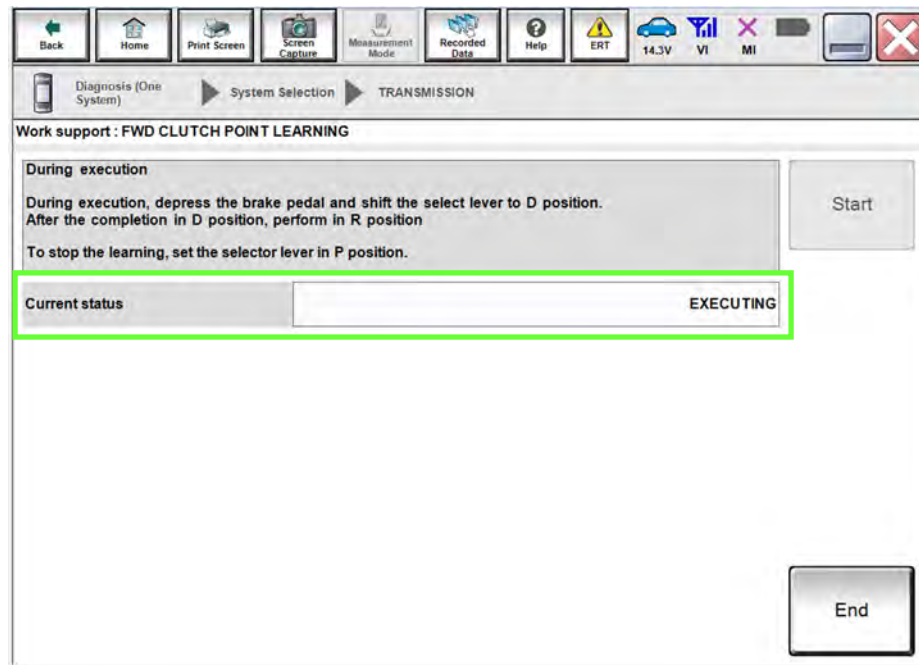 Back
Home
Print Screen
Screen Capture
Measurement Mode
Recorded Data
Help
ERT
14.3V
VI
MI
Diagnosis (One System)
System Selection
TRANSMISSION
Work support : FWD CLUTCH POINT LEARNING
During execution
During execution, depress the brake pedal and shift the select lever to D position.
After the completion in D position, perform in R position
To stop the learning, set the selector lever in P position.
Start
Current status
EXECUTING
End